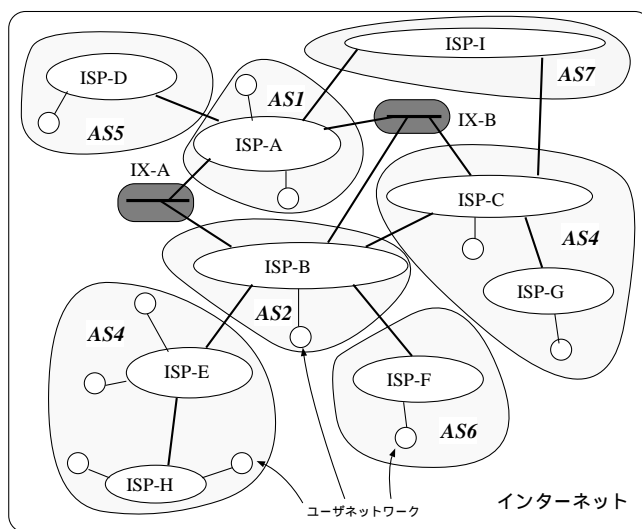 ISP-I
AS7
ISP-D
AS5
AS1
ISP-A
IX-B
IX-A
ISP-C
AS4
ISP-G
ISP-B
AS2
AS4
ISP-E
ISP-H
ISP-F
AS6
ユーザネットワーク
インターネット